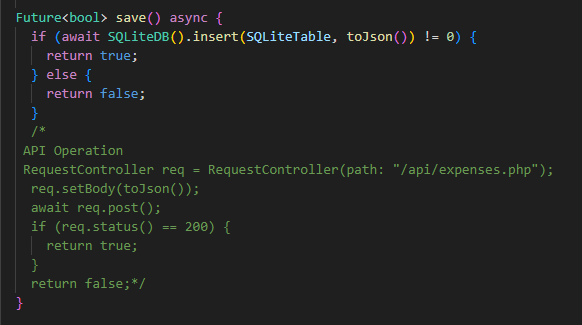 Future<bool> save() async {
if (await SQLiteDB().insert(SQLiteTable, toJson()) != 0) {
return true;
} else {
return false;
}
/*
API Operation
RequestController req = RequestController(path: "/api/expenses.php");
req.setBody(toJson());
await req.post();
if (req.status() == 200) {
return true;
}
return false;*/
}